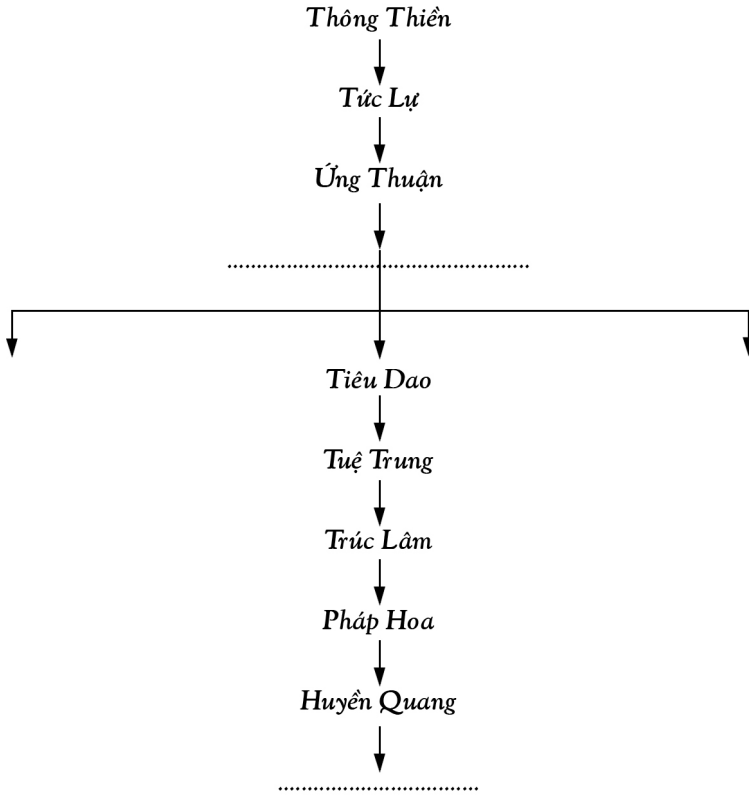 Thông Thiền
Tức Lự
Ứng Thuận
Tiêu Dao
Tuệ Trung
Trúc Lâm
Pháp Hoa
Huyền Quang